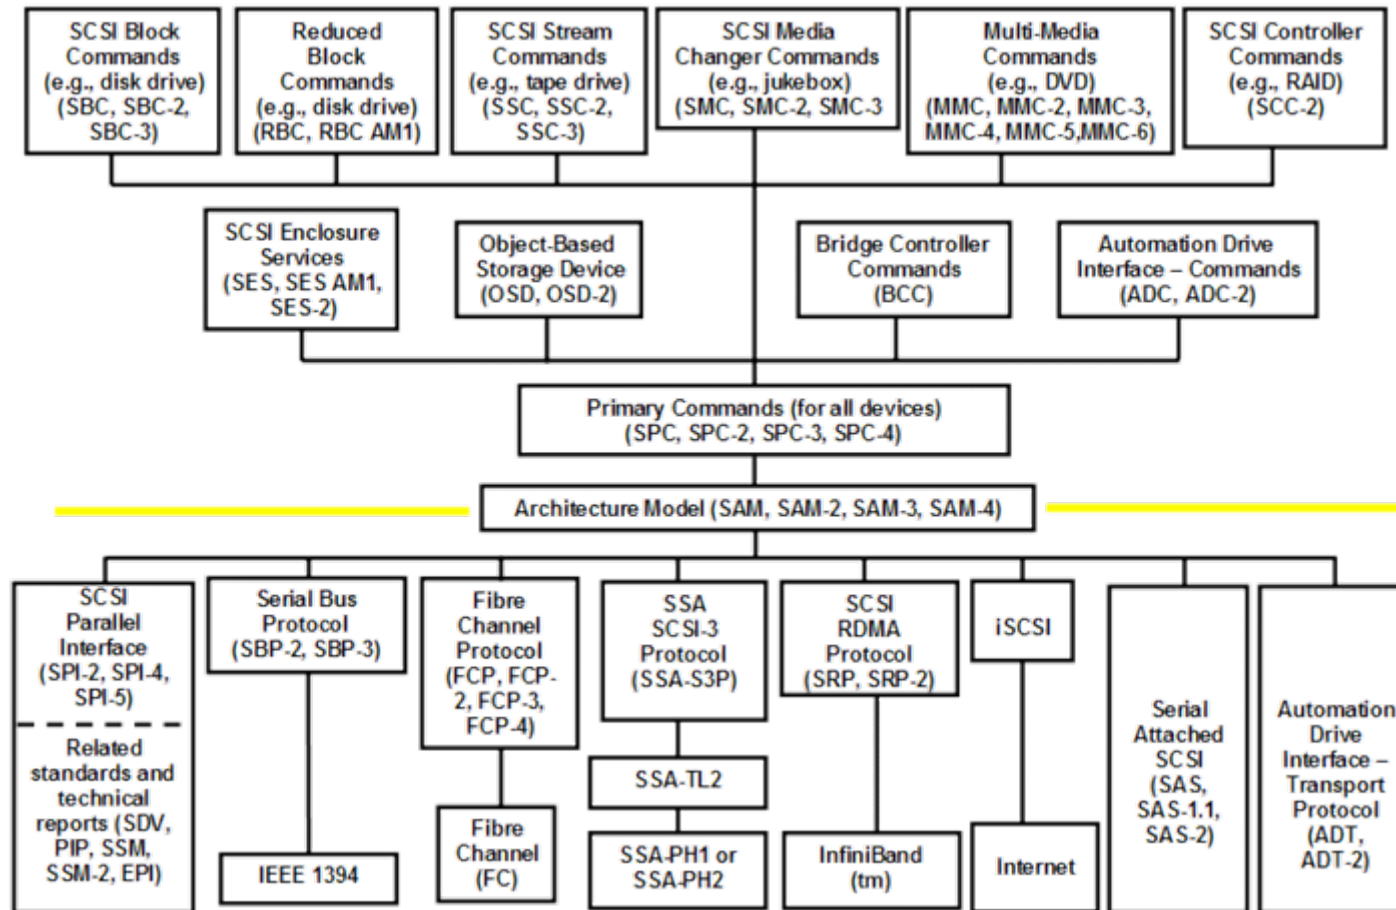 SCSI Block
Commands
(e.g., disk drive)
(SBC, SBC-2,
SBC-3)
Reduced
Block
Commands
(e.g., disk drive)
(RBC, RBC AM1)
SCSI Stream
Commands
(e.g., tape drive)
(SSC, SSC-2,
SSC-3)
SCSI Media
Changer Commands
(e.g., jukebox)
(SMC, SMC-2, SMC-3
Multi-Media
Commands
(e.g., DVD)
(MMC, MMC-2, MMC-3,
MMC-4, MMC-5,MMC-6)
SCSI Controller
Commands
(e.g., RAID)
(SCC-2)
SCSI Enclosure
Services
(SES, SES AM1,
SES-2)
Object-Based
Storage Device
(OSD, OSD-2)
Bridge Controller
Commands
(BCC)
Automation Drive
Interface – Commands
(ADC, ADC-2)
Primary Commands (for all devices)
(SPC, SPC-2, SPC-3, SPC-4)
Architecture Model (SAM, SAM-2, SAM-3, SAM-4)
SCSI
Parallel
Interface
(SPI-2, SPI-4,
SPI-5)
Related
standards and
technical
reports (SDV,
PIP, SSM,
SSM-2, EPI)
Serial Bus
Protocol
(SBP-2, SBP-3)
IEEE 1394
Fibre
Channel
Protocol
(FCP, FCP-
2, FCP-3,
FCP-4)
Fibre
Channel
(FC)
SSA
SCSI-3
Protocol
(SSA-S3P)
SSA-TL2
SSA-PH1 or
SSA-PH2
SCSI
RDMA
Protocol
(SRP, SRP-2)
InfiniBand
(tm)
iSCSI
Internet
Serial
Attached
SCSI
(SAS,
SAS-1.1,
SAS-2)
Automation
Drive
Interface –
Transport
Protocol
(ADT,
ADT-2)